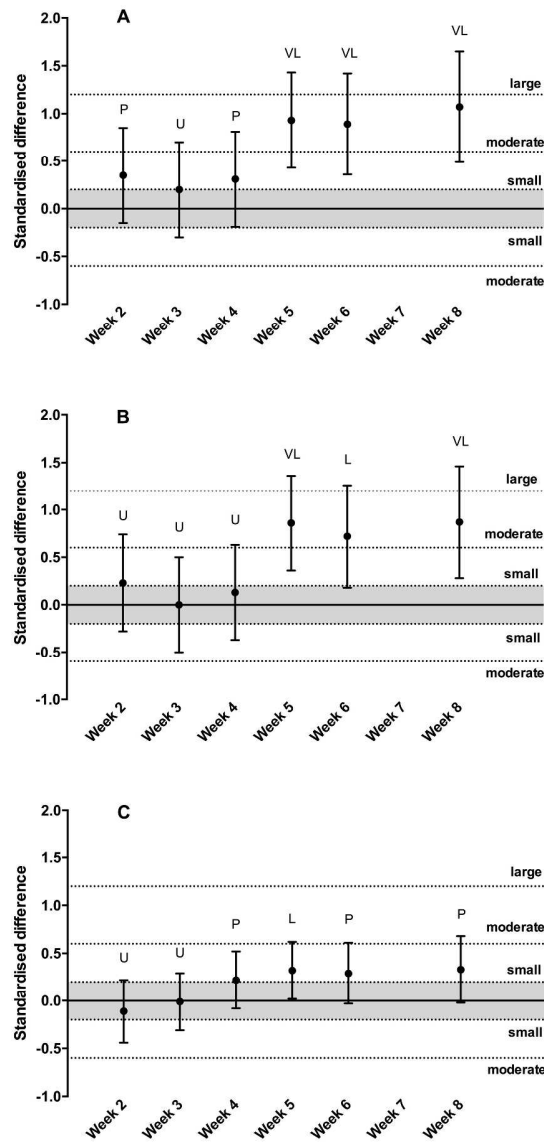 A
2.0
VL VL VL
1.5
large
P U P
1.0
moderate
0.5
small
0.0
small
-0.5
moderate
-1.0
Standardised difference
Week 2 Week 3 Week 4 Week 5 Week 6 Week 7 Week 8
B
2.0
VL L VL
1.5
large
U U U
1.0
moderate
0.5
small
0.0
small
-0.5
moderate
-1.0
Standardised difference
Week 2 Week 3 Week 4 Week 5 Week 6 Week 7 Week 8
C
2.0
1.5
large
1.0
P L P P
moderate
U U
0.5
small
0.0
small
-0.5
moderate
-1.0
Standardised difference
Week 2 Week 3 Week 4 Week 5 Week 6 Week 7 Week 8